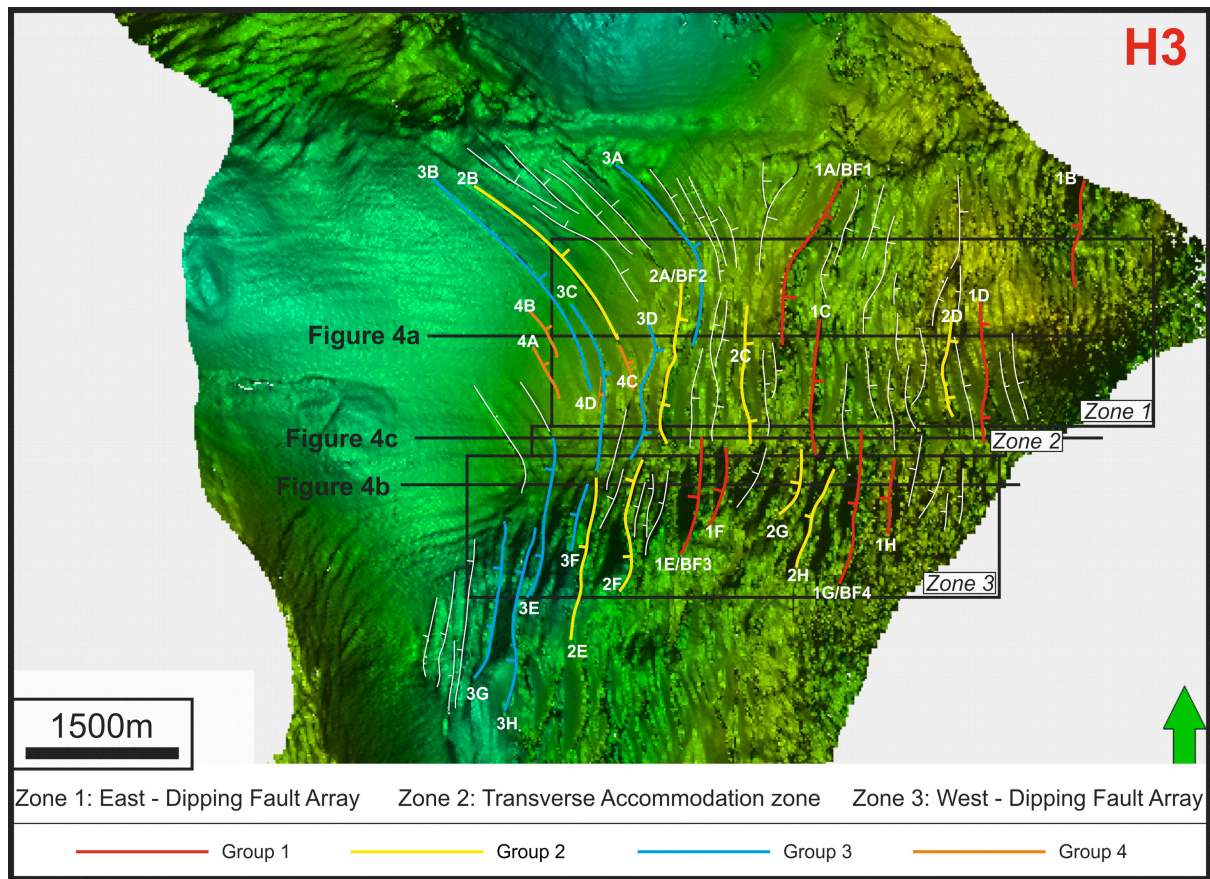 H3
3A
3B
2B
1A/BF1
1B
2A/BF2
3C
4B
1D
3D
1C
2D
Figure 4a
4A
2C
4C
4D
Zone 1
Figure 4c
Zone 2
Figure 4b
1F
2G
1H
3F
1E/BF3
2F
2H
Zone 3
1G/BF4
3E
2E
3G
3H
1500m
Zone 1: East - Dipping Fault Array Zone 2: Transverse Accommodation zone Zone 3: West - Dipping Fault Array
Group 1 Group 2 Group 3 Group 4